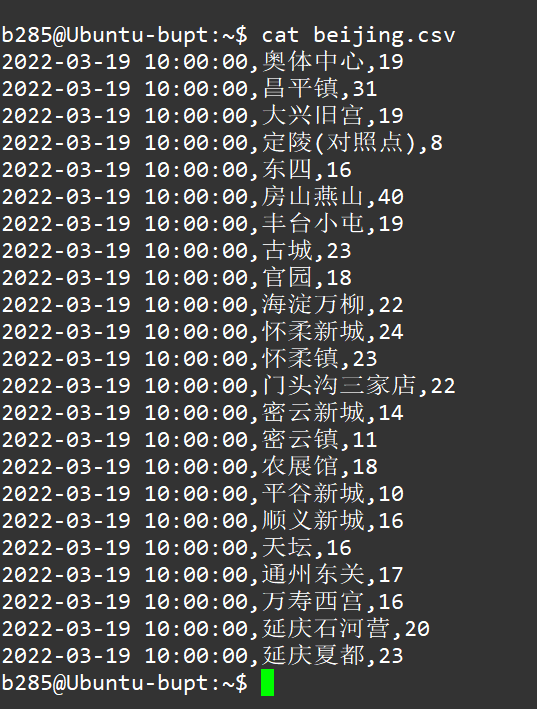 b285@Ubuntu-bupt:~$ cat beijing.csv
2022-03-19 10:00:00,奥体中心,19
2022-03-19 10:00:00,昌平镇,31
2022-03-19 10:00:00,大兴旧宫,19
2022-03-19 10:00:00,定陵(对照点),8
2022-03-19 10:00:00,东四,16
2022-03-19 10:00:00,房山燕山,40
2022-03-19 10:00:00,丰台小屯,19
2022-03-19 10:00:00,古城,23
2022-03-19 10:00:00,官园,18
2022-03-19 10:00:00,海淀万柳,22
2022-03-19 10:00:00,怀柔新城,24
2022-03-19 10:00:00,怀柔镇,23
2022-03-19 10:00:00,门头沟三家店,22
2022-03-19 10:00:00,密云新城,14
2022-03-19 10:00:00,密云镇,11
2022-03-19 10:00:00,农展馆,18
2022-03-19 10:00:00,平谷新城,10
2022-03-19 10:00:00,顺义新城,16
2022-03-19 10:00:00,天坛,16
2022-03-19 10:00:00,通州东关,17
2022-03-19 10:00:00,万寿西宫,16
2022-03-19 10:00:00,延庆石河营,20
2022-03-19 10:00:00,延庆夏都,23
b285@Ubuntu-bupt:~$